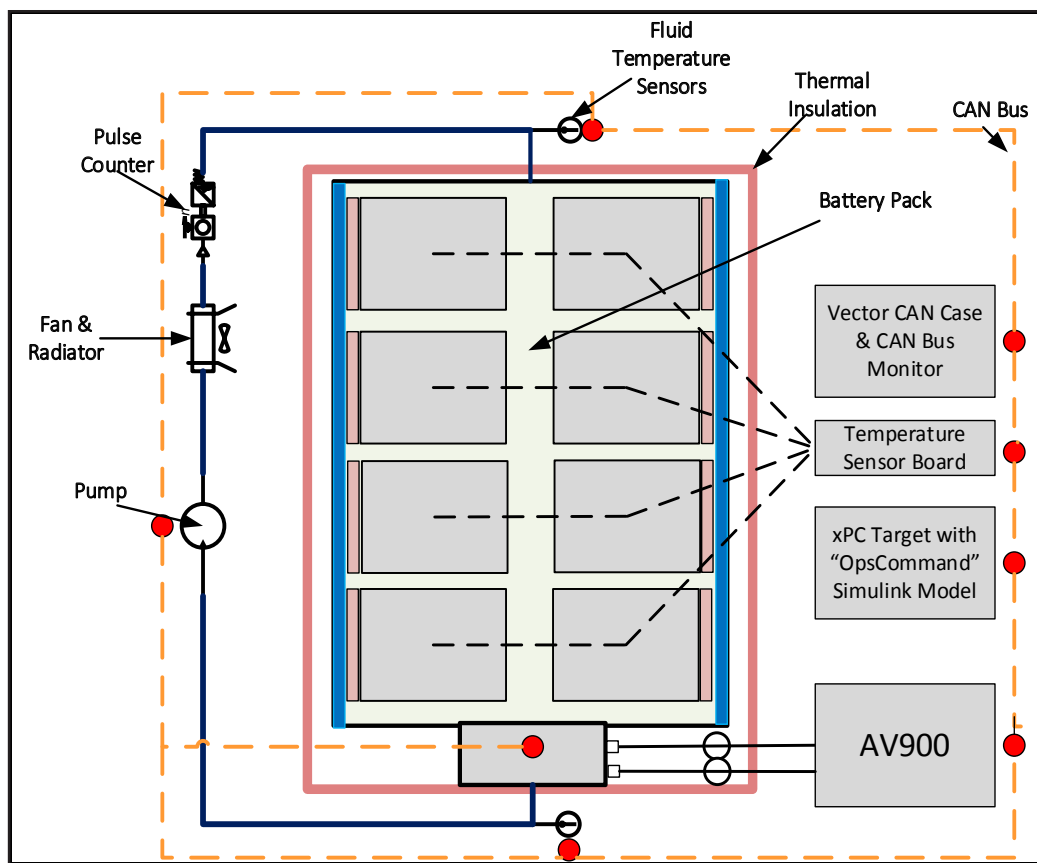 Fluid
Temperature
Sensors
Thermal
Insulation
CAN Bus
Pulse
Counter
Battery Pack
Vector CAN Case
& CAN Bus
Monitor
Fan &
Radiator
Temperature
Sensor Board
Pump
xPC Target with
“OpsCommand”
Simulink Model
AV900